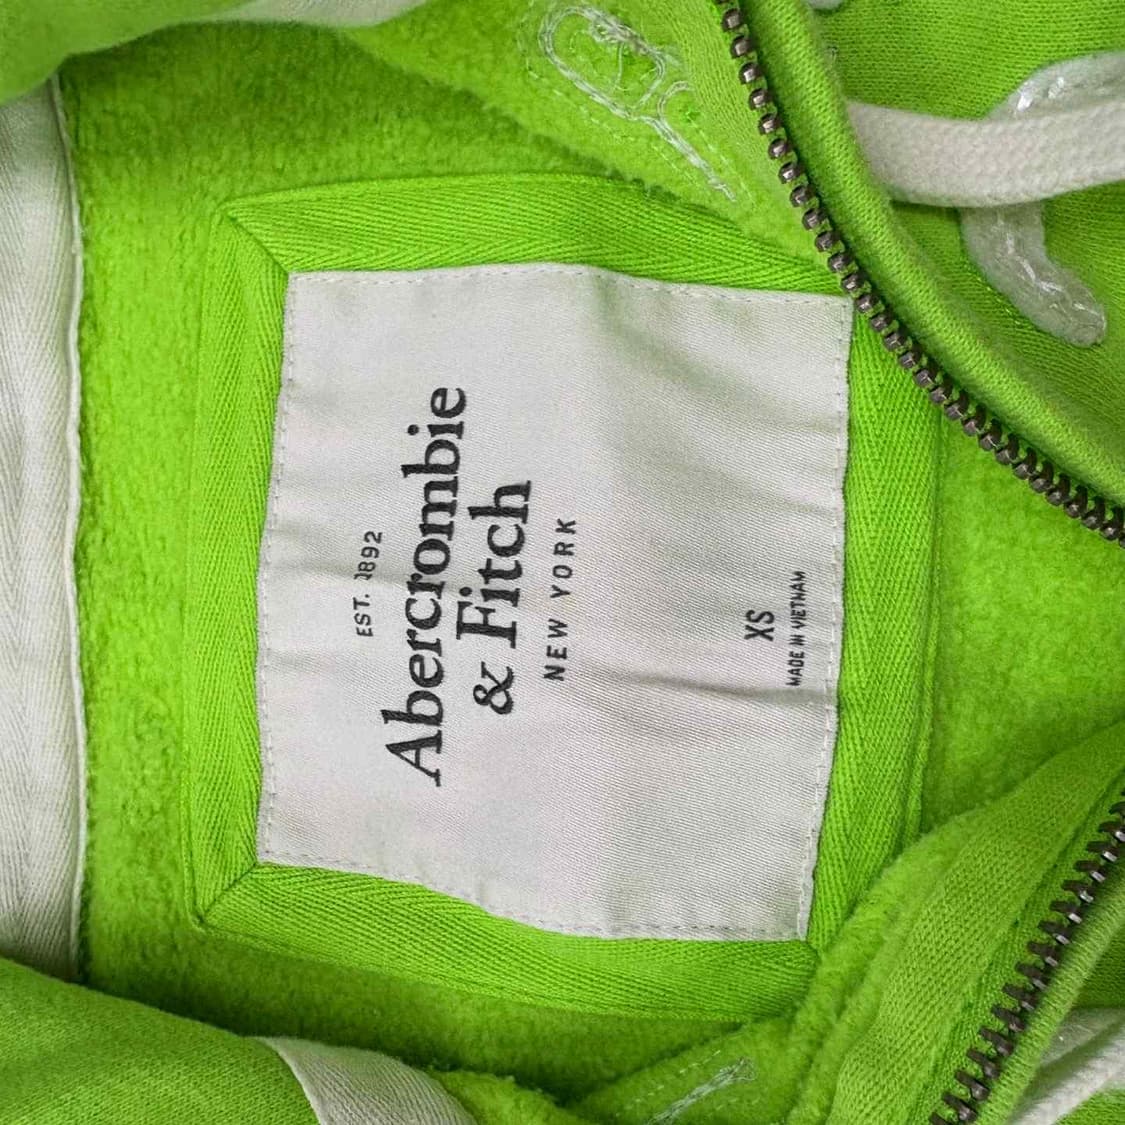 EST. 1892
Abercrombie
& Fitch
NEW YORK
XS
MADE IN VIETNAM